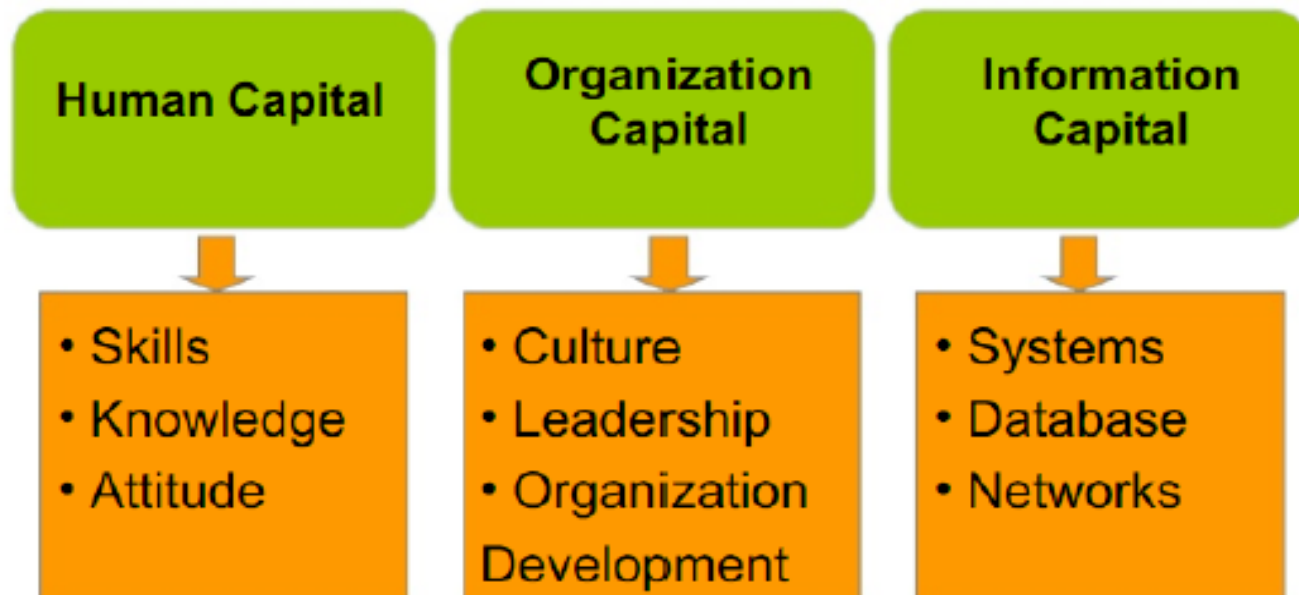 Human Capital
Organization
Capital
Information
Capital
• Skills
• Knowledge
• Attitude
• Culture
• Leadership
• Organization
Development
• Systems
• Database
• Networks